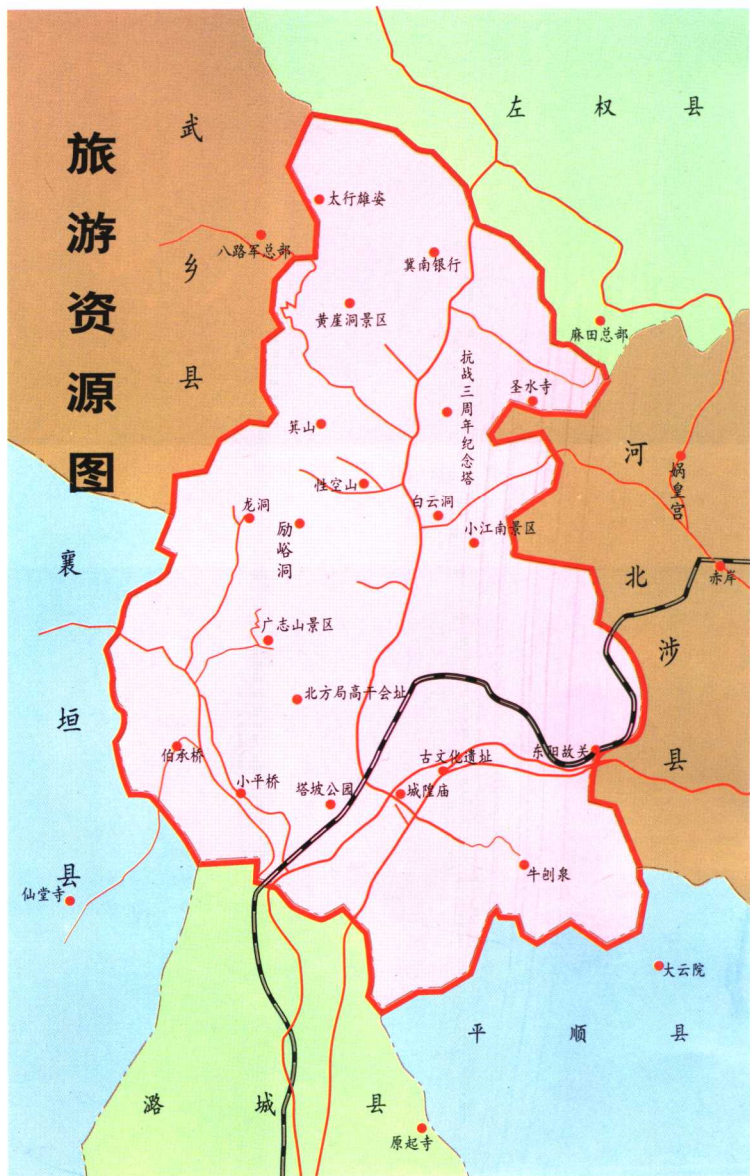 旅游资源图
武乡县
左权县
太行雄姿
八路军总部
冀南银行
黄崖洞景区
麻田总部
抗战三周年纪念塔
圣水寺
箕山
河北涉县
娲皇宫
性空山
龙洞
励峪洞
白云洞
小江南景区
襄垣县
赤岸
广志山景区
北方局高干会址
伯承桥
小平桥
塔坡公园
古文化遗址
东阳故关
城隍庙
牛刨泉
仙堂寺
大云院
平顺县
潞城县
原起寺